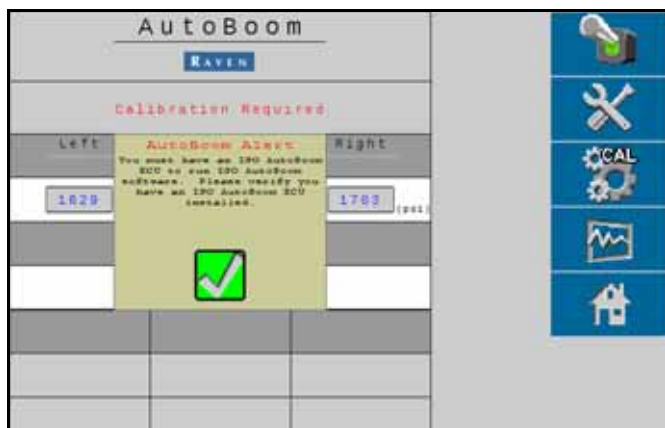 AutoBoom
RAVEN
Calibration Required
Left
Right
AutoBoom Alert
You must have an ISO AutoBoom
ECU to run ISO AutoBoom
software. Please verify you
have an ISO AutoBoom ECU
installed.
1829
1703
(psi)
CAL